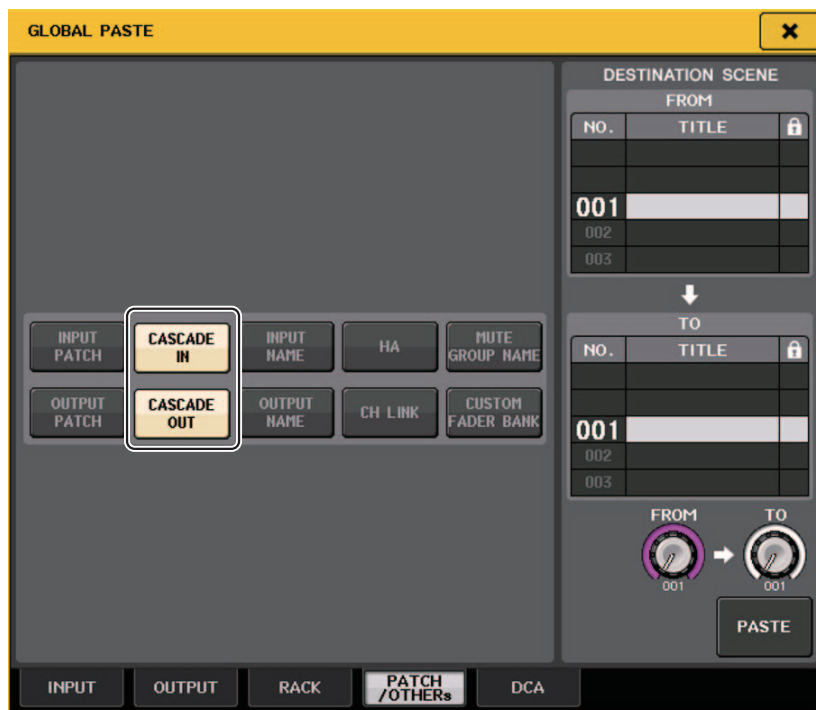 GLOBAL PASTE
DESTINATION SCENE
FROM
NO. TITLE
001
002
003
TO
NO. TITLE
001
002
003
INPUT PATCH
CASCADE IN
INPUT NAME
HA
MUTE GROUP NAME
OUTPUT PATCH
CASCADE OUT
OUTPUT NAME
CH LINK
CUSTOM FADER BANK
FROM TO
001 001
PASTE
INPUT
OUTPUT
RACK
PATCH /OTHERs
DCA